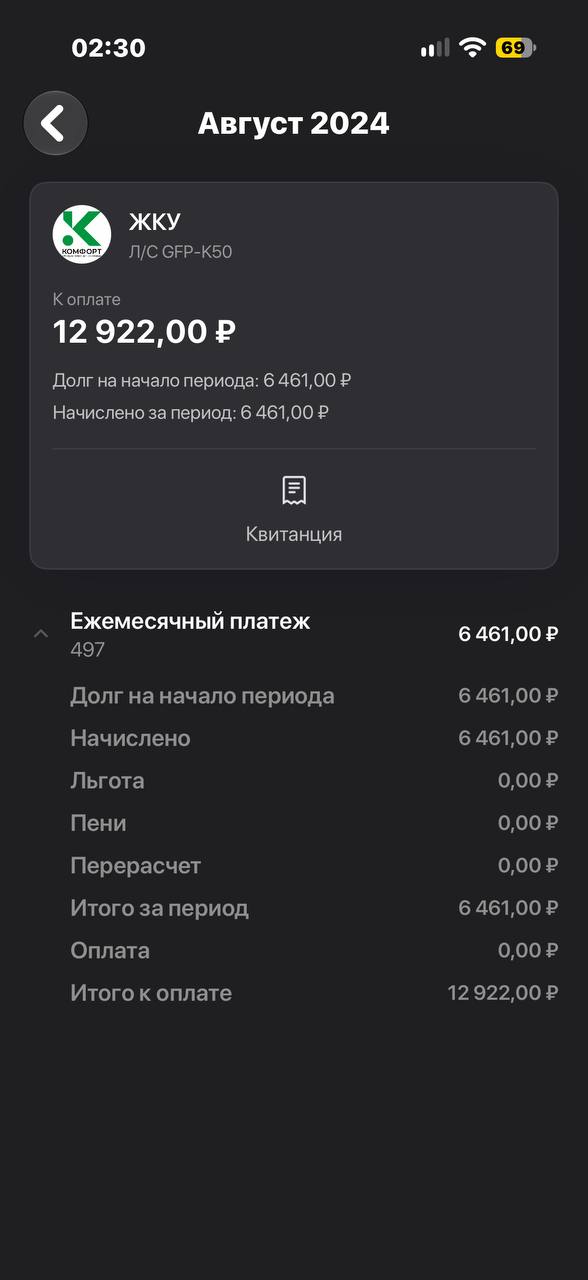 02:30
69
Август 2024
ЖКУ
КОМФОРТ
Л/С GFP-K50
К оплате
12 922,00 ₽
Долг на начало периода: 6 461,00 ₽
Начислено за период: 6 461,00 ₽
Квитанция
Ежемесячный платеж
497
6 461,00 ₽
Долг на начало периода 6 461,00 ₽
Начислено 6 461,00 ₽
Льгота 0,00 ₽
Пени 0,00 ₽
Перерасчет 0,00 ₽
Итого за период 6 461,00 ₽
Оплата 0,00 ₽
Итого к оплате 12 922,00 ₽